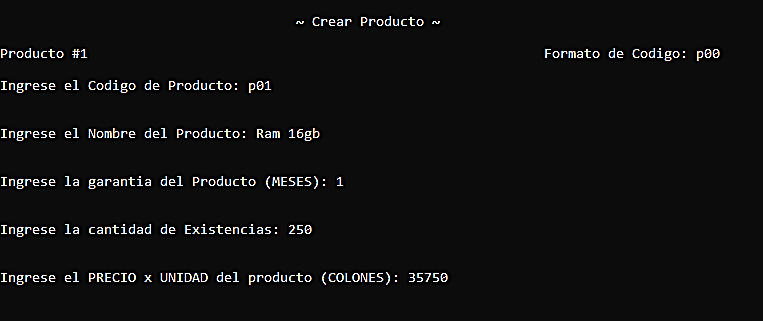 ~ Crear Producto ~
Producto #1 Formato de Codigo: p00
Ingrese el Codigo de Producto: p01
Ingrese el Nombre del Producto: Ram 16gb
Ingrese la garantia del Producto (MESES): 1
Ingrese la cantidad de Existencias: 250
Ingrese el PRECIO x UNIDAD del producto (COLONES): 35750